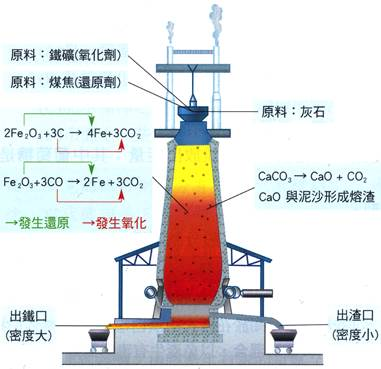 原料：鐵礦(氧化劑)
原料：煤焦(還原劑)
原料：灰石
2Fe₂O₃+3C → 4Fe+3CO₂
Fe₂O₃+3CO → 2Fe+3CO₂
→發生還原 →發生氧化
CaCO₃→ CaO + CO₂
CaO 與泥沙形成熔渣
出鐵口
(密度大)
出渣口
(密度小)